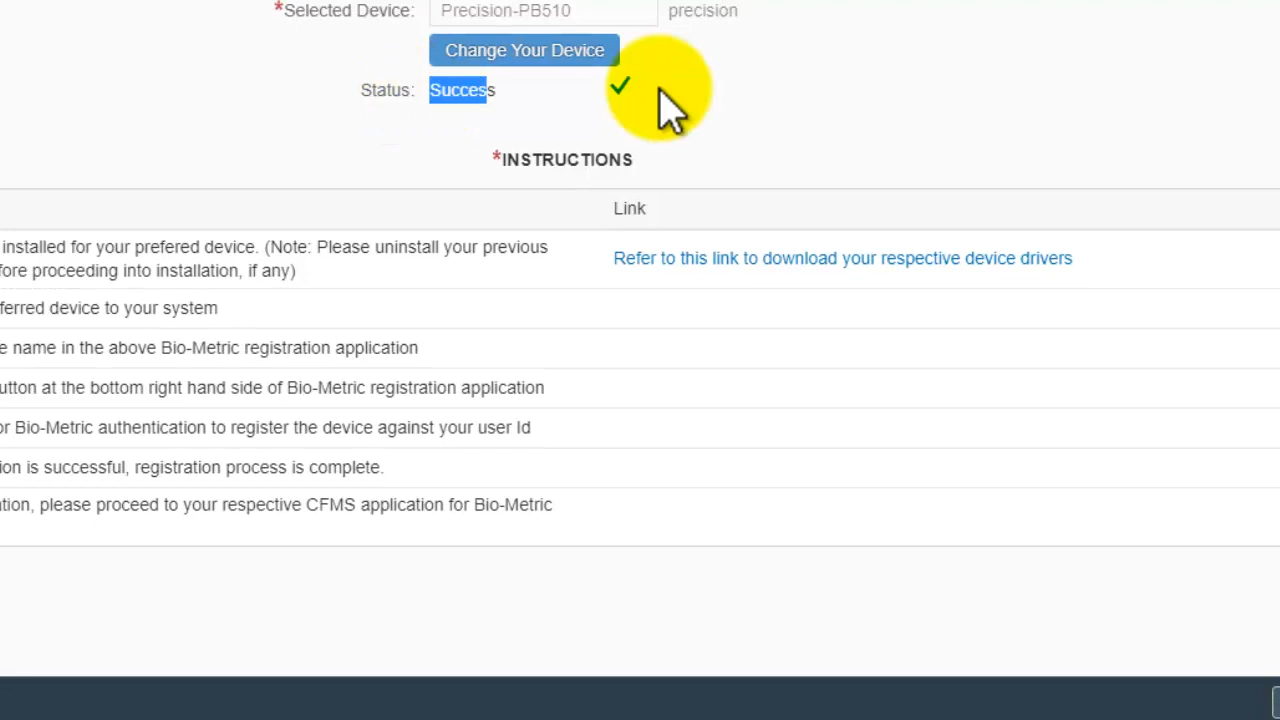 *Selected Device: Precision-PB510 precision
Change Your Device
Status: Success
*INSTRUCTIONS
Link
installed for your prefered device. (Note: Please uninstall your previous
fore proceeding into installation, if any)
Refer to this link to download your respective device drivers
ferred device to your system
e name in the above Bio-Metric registration application
utton at the bottom right hand side of Bio-Metric registration application
or Bio-Metric authentication to register the device against your user Id
ion is successful, registration process is complete.
ation, please proceed to your respective CFMS application for Bio-Metric